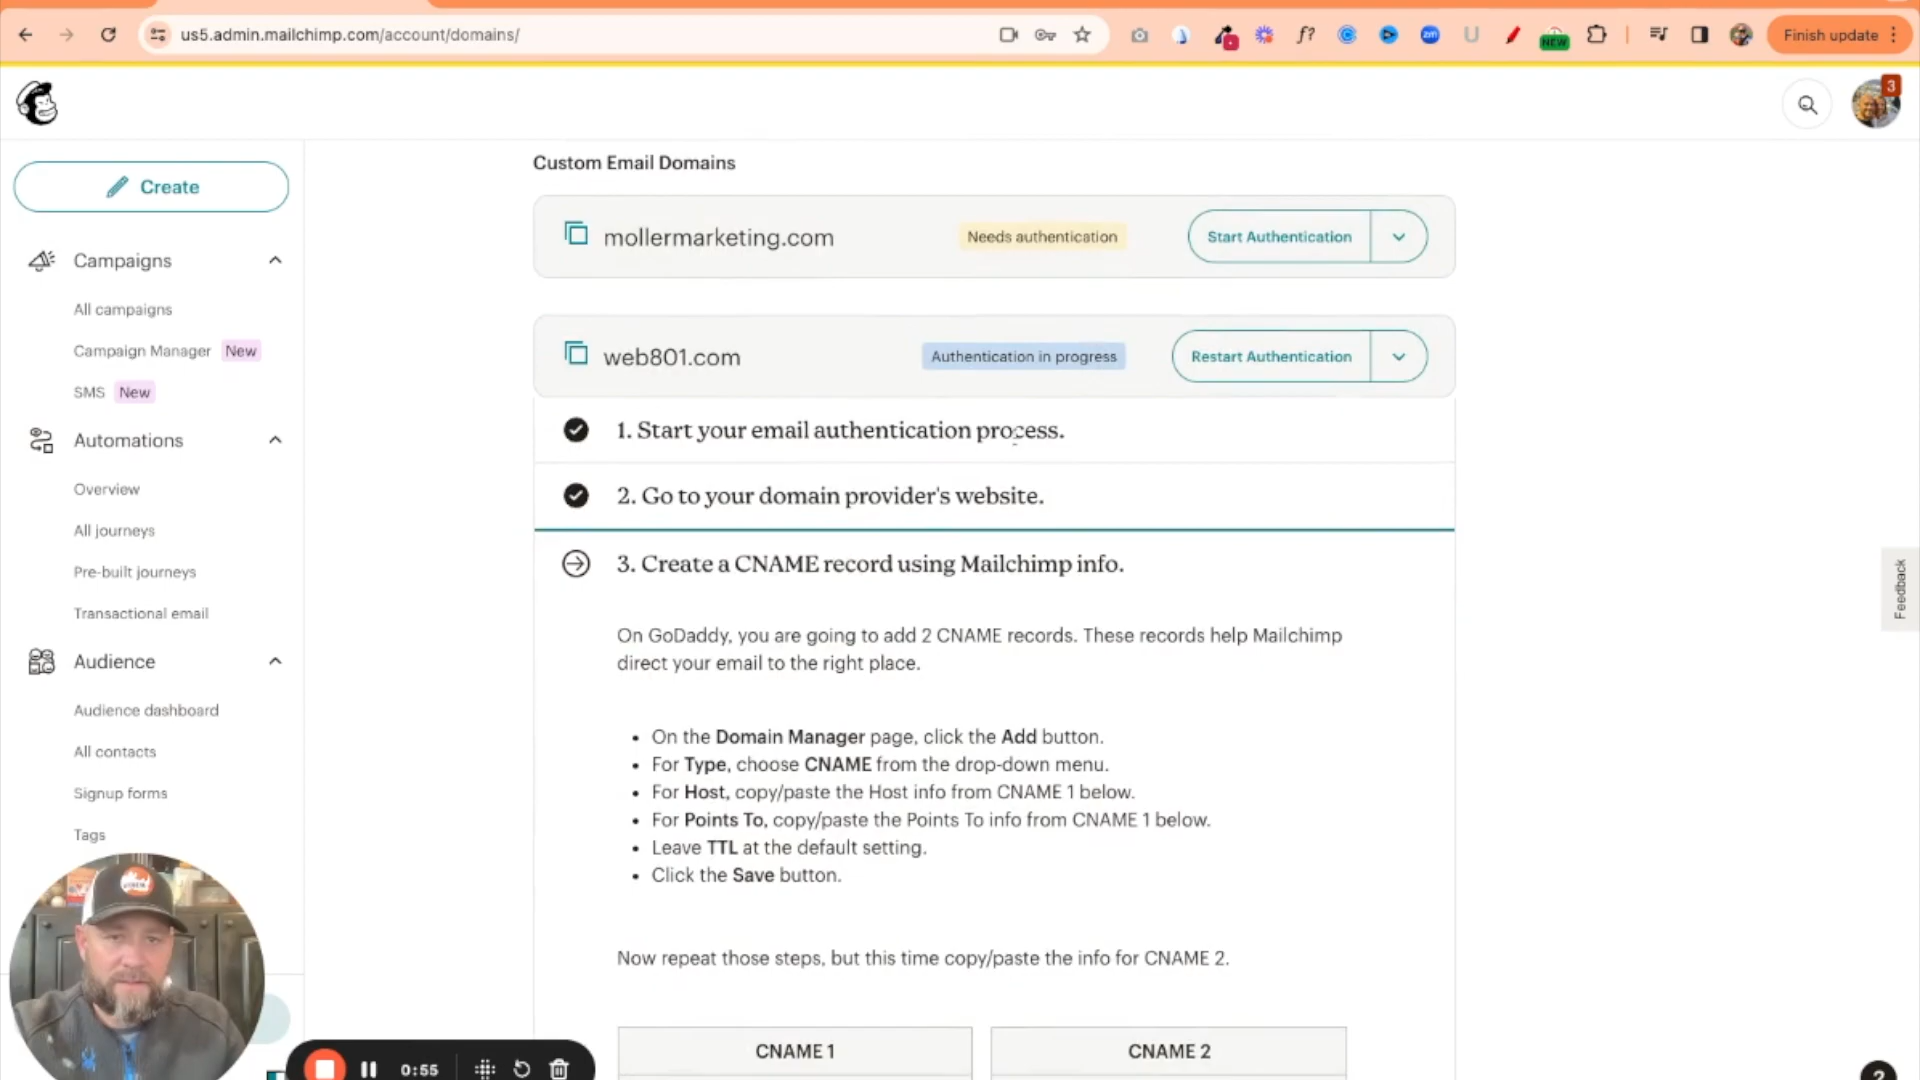 us5.admin.mailchimp.com/account/domains/
f?
zm
U
NEW
Finish update
3
Create
Campaigns
All campaigns
Campaign Manager New
SMS New
Automations
Overview
All journeys
Pre-built journeys
Transactional email
Audience
Audience dashboard
All contacts
Signup forms
Tags
Custom Email Domains
mollermarketing.com
Needs authentication
Start Authentication
web801.com
Authentication in progress
Restart Authentication
1. Start your email authentication process.
2. Go to your domain provider's website.
3. Create a CNAME record using Mailchimp info.
On GoDaddy, you are going to add 2 CNAME records. These records help Mailchimp
direct your email to the right place.
• On the Domain Manager page, click the Add button.
• For Type, choose CNAME from the drop-down menu.
• For Host, copy/paste the Host info from CNAME 1 below.
• For Points To, copy/paste the Points To info from CNAME 1 below.
• Leave TTL at the default setting.
• Click the Save button.
Now repeat those steps, but this time copy/paste the info for CNAME 2.
CNAME 1
CNAME 2
Feedback
0:55
?